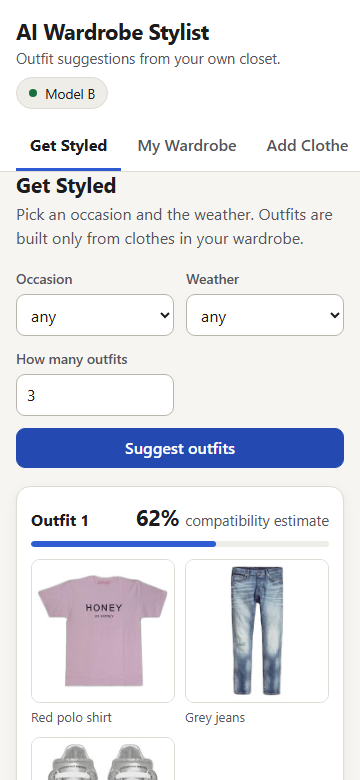 AI Wardrobe Stylist
Outfit suggestions from your own closet.
Model B
Get Styled
My Wardrobe
Add Clothe
Get Styled
Pick an occasion and the weather. Outfits are
built only from clothes in your wardrobe.
Occasion
Weather
any
any
How many outfits
3
Suggest outfits
Outfit 1
62% compatibility estimate
HONEY
Red polo shirt
Grey jeans